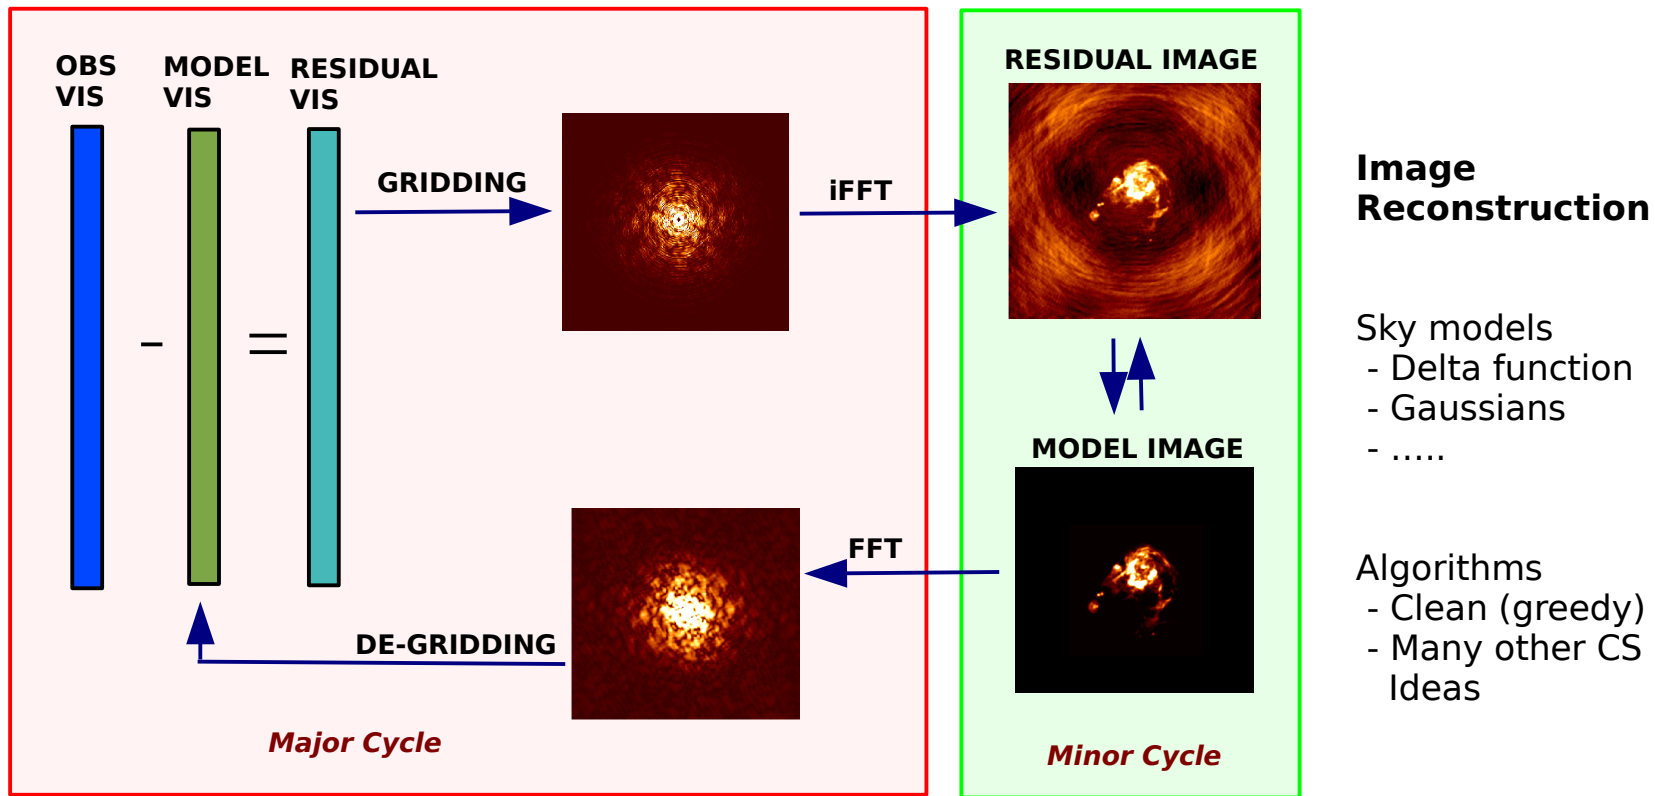 OBS
VIS
MODEL
VIS
RESIDUAL
VIS
-
=
GRIDDING
iFFT
RESIDUAL IMAGE
MODEL IMAGE
FFT
DE-GRIDDING
Major Cycle
Minor Cycle
Image
Reconstruction
Sky models
- Delta function
- Gaussians
- .....
Algorithms
- Clean (greedy)
- Many other CS
Ideas